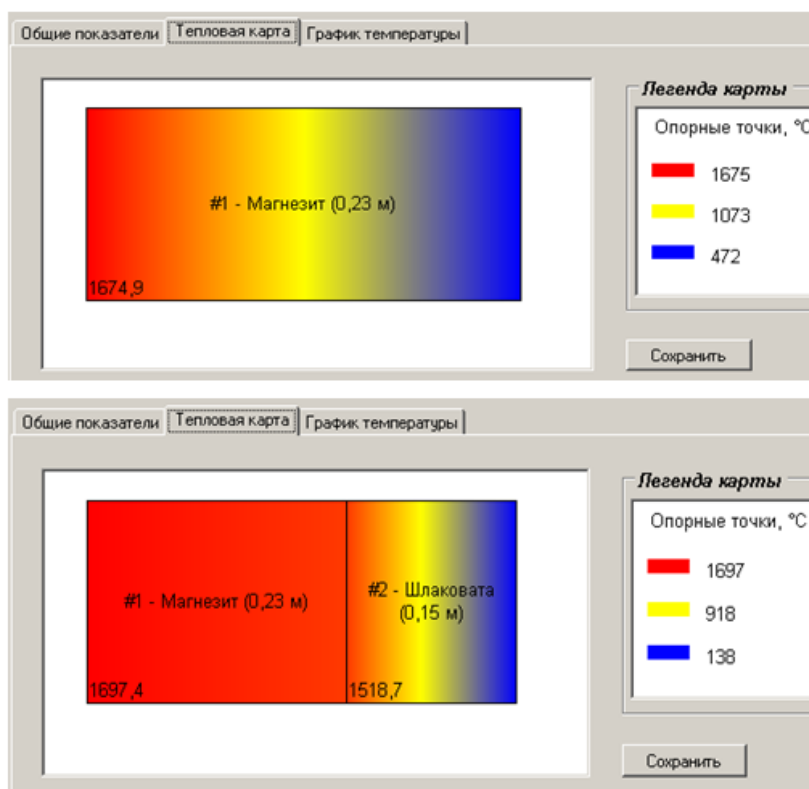 Общие показатели Тепловая карта График температуры
Легенда карты
Опорные точки, °C
#1 - Магнезит (0,23 м)
1674,9
1675
1073
472
Сохранить
Общие показатели Тепловая карта График температуры
Легенда карты
Опорные точки, °C
#1 - Магнезит (0,23 м)
#2 - Шлаковата
(0,15 м)
1697,4
1518,7
1697
918
138
Сохранить